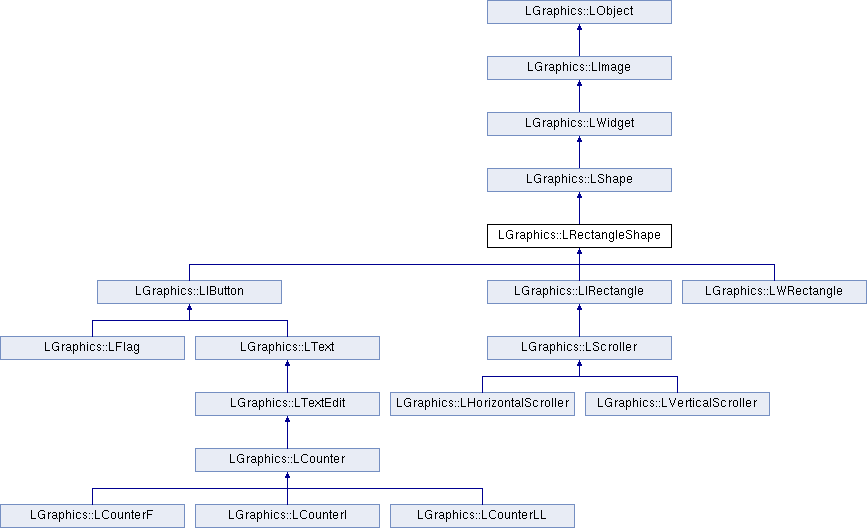 LGraphics::LObject
LGraphics::LImage
LGraphics::LWidget
LGraphics::LShape
LGraphics::LRectangleShape
LGraphics::LIButton
LGraphics::LIRectangle
LGraphics::LWRectangle
LGraphics::LFlag
LGraphics::LText
LGraphics::LScroller
LGraphics::LTextEdit
LGraphics::LHorizontalScroller
LGraphics::LVerticalScroller
LGraphics::LCounter
LGraphics::LCounterF
LGraphics::LCounterI
LGraphics::LCounterLL